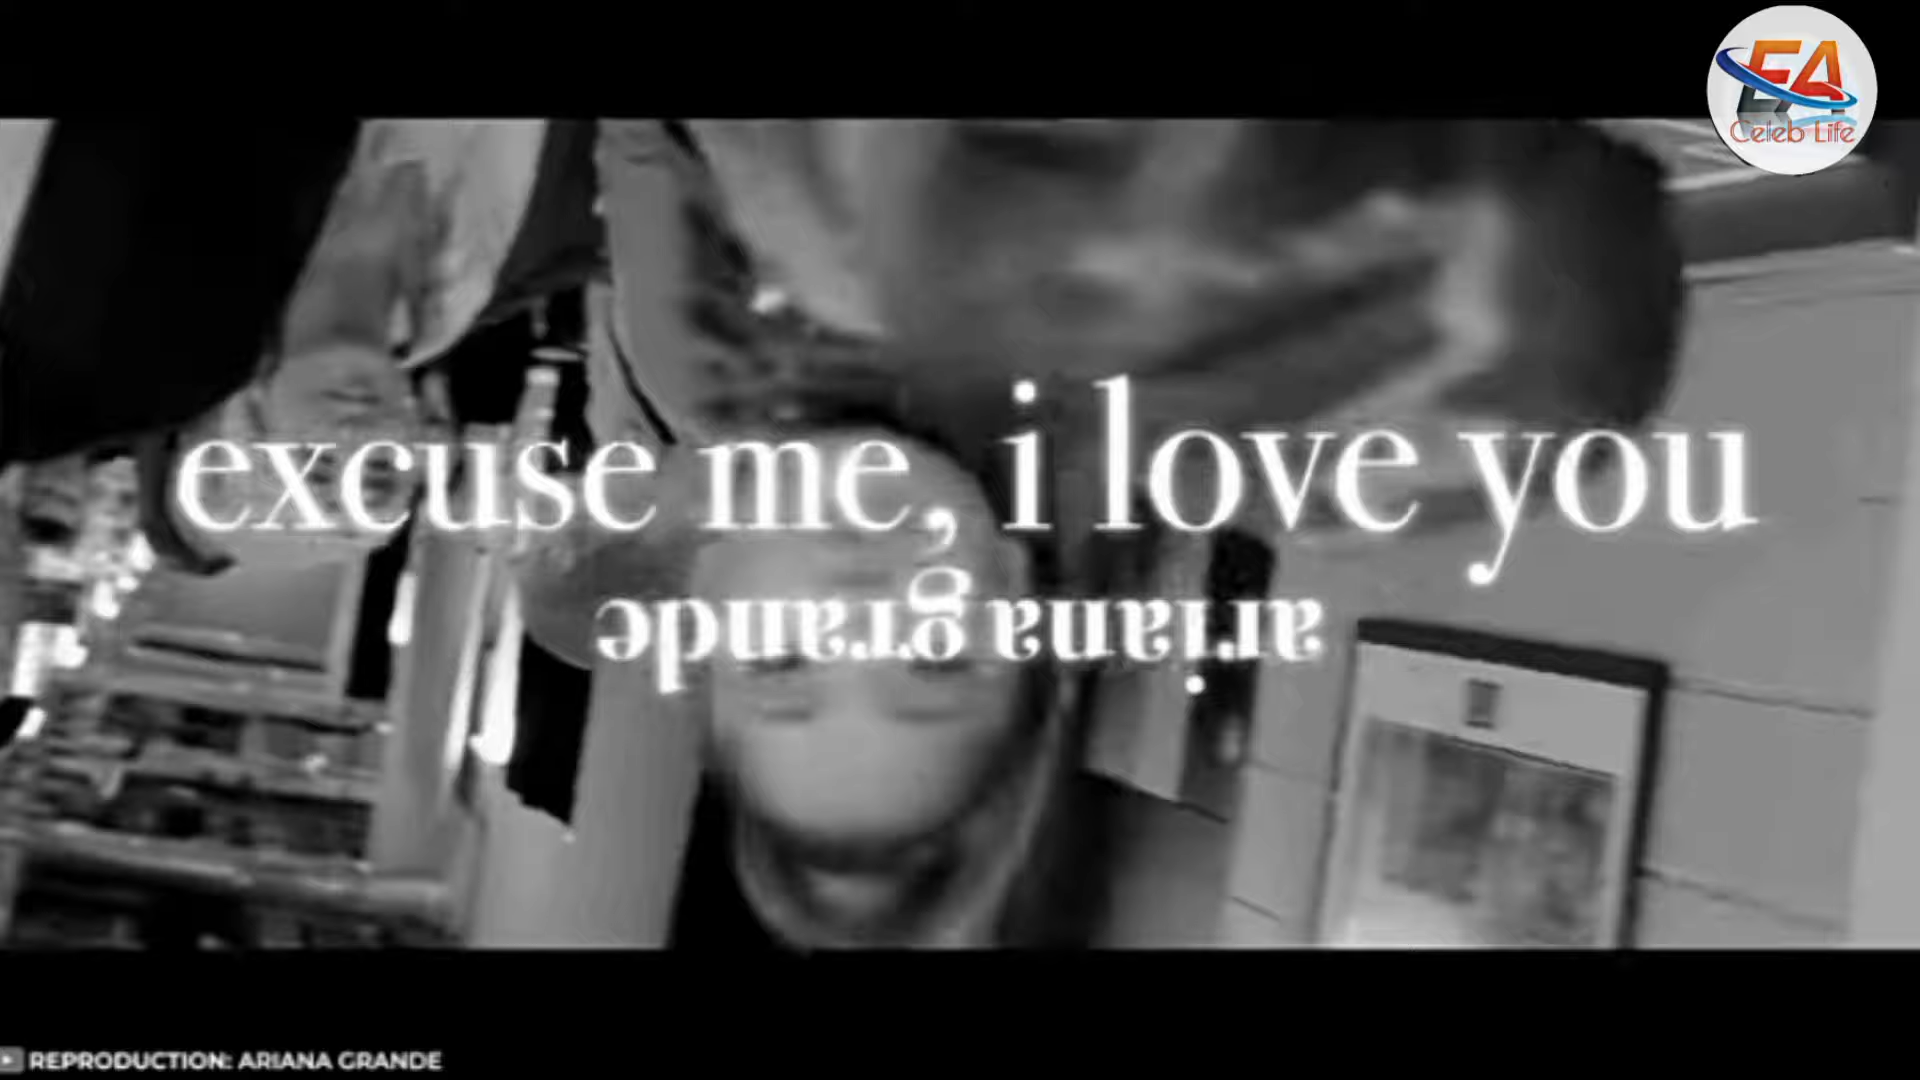 EA
Celeb Life
excuse me, i love you
ariana grande
REPRODUCTION: ARIANA GRANDE